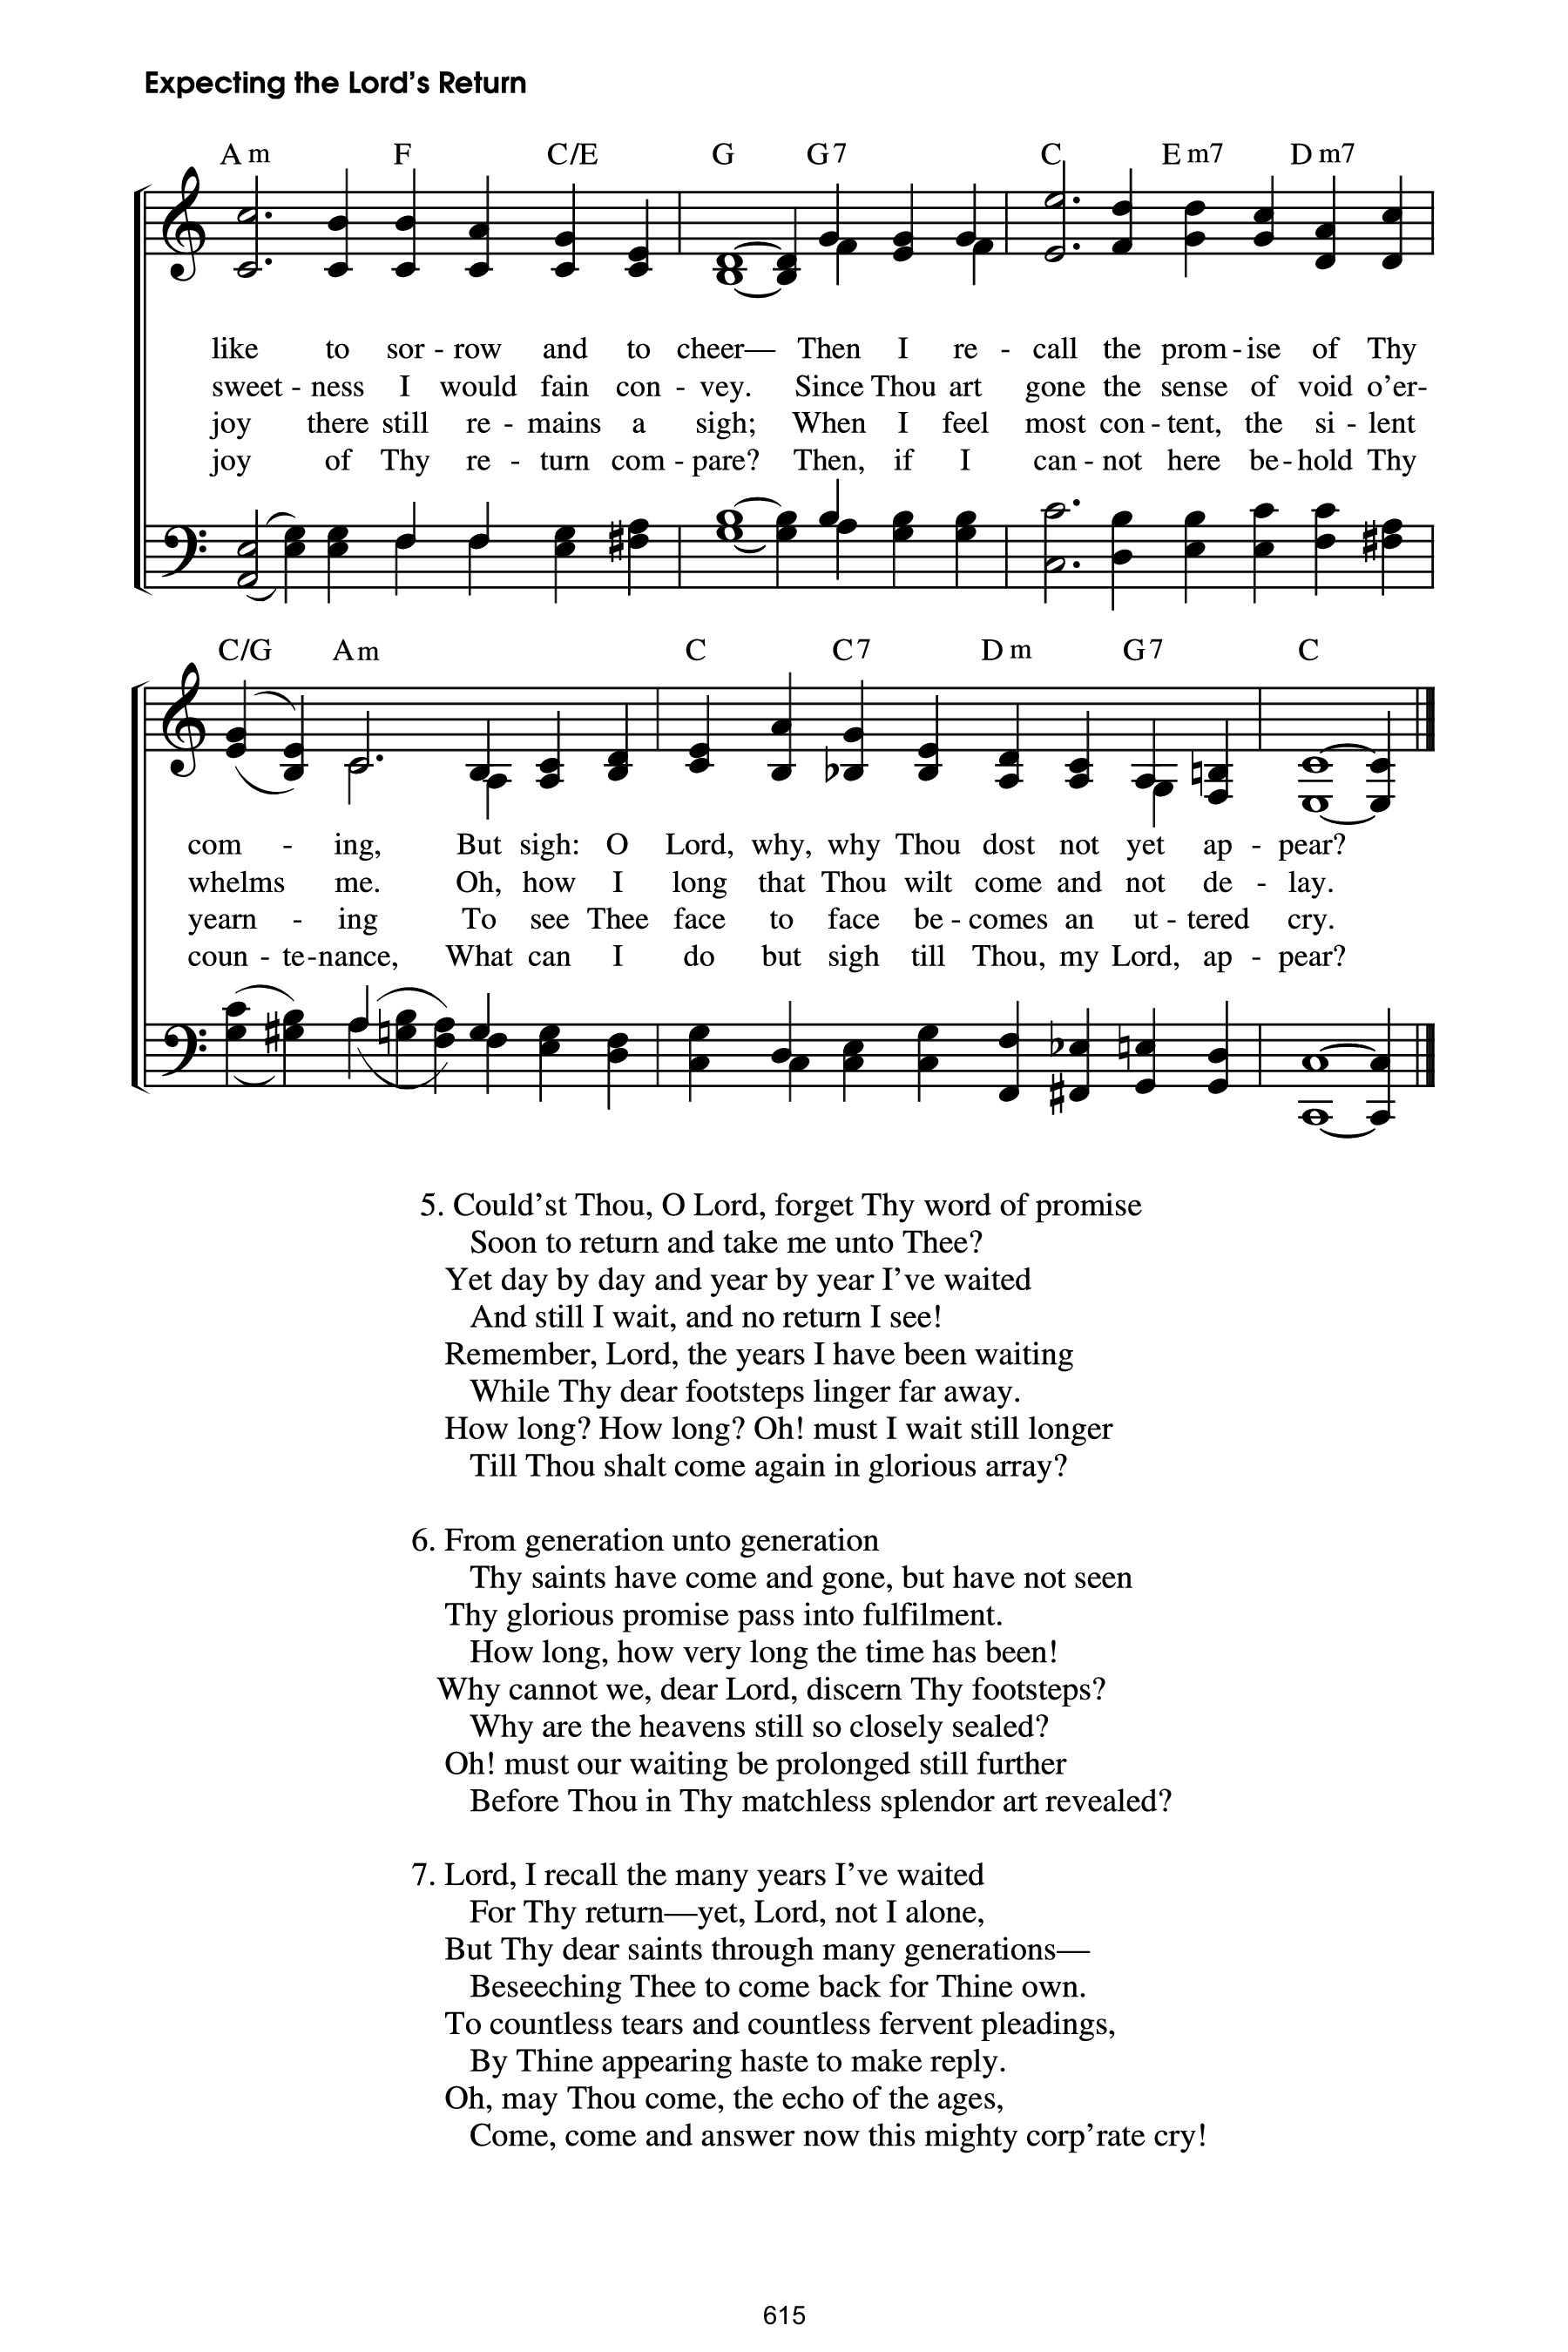 Expecting the Lord's Return
Am F C/E G G7 C Em7 Dm7
like to sor - row and to cheer— Then I re - call the prom - ise of Thy
sweet - ness I would fain con - vey. Since Thou art gone the sense of void o'er-
joy there still re - mains a sigh; When I feel most con - tent, the si - lent
joy of Thy re - turn com - pare? Then, if I can - not here be - hold Thy
C/G Am C C7 Dm G7 C
com - ing, But sigh: O Lord, why, why Thou dost not yet ap - pear?
whelms me. Oh, how I long that Thou wilt come and not de - lay.
yearn - ing To see Thee face to face be - comes an ut - tered cry.
coun - te - nance, What can I do but sigh till Thou, my Lord, ap - pear?
5. Could'st Thou, O Lord, forget Thy word of promise
Soon to return and take me unto Thee?
Yet day by day and year by year I've waited
And still I wait, and no return I see!
Remember, Lord, the years I have been waiting
While Thy dear footsteps linger far away.
How long? How long? Oh! must I wait still longer
Till Thou shalt come again in glorious array?
6. From generation unto generation
Thy saints have come and gone, but have not seen
Thy glorious promise pass into fulfilment.
How long, how very long the time has been!
Why cannot we, dear Lord, discern Thy footsteps?
Why are the heavens still so closely sealed?
Oh! must our waiting be prolonged still further
Before Thou in Thy matchless splendor art revealed?
7. Lord, I recall the many years I've waited
For Thy return—yet, Lord, not I alone,
But Thy dear saints through many generations—
Beseeching Thee to come back for Thine own.
To countless tears and countless fervent pleadings,
By Thine appearing haste to make reply.
Oh, may Thou come, the echo of the ages,
Come, come and answer now this mighty corp'rate cry!
615